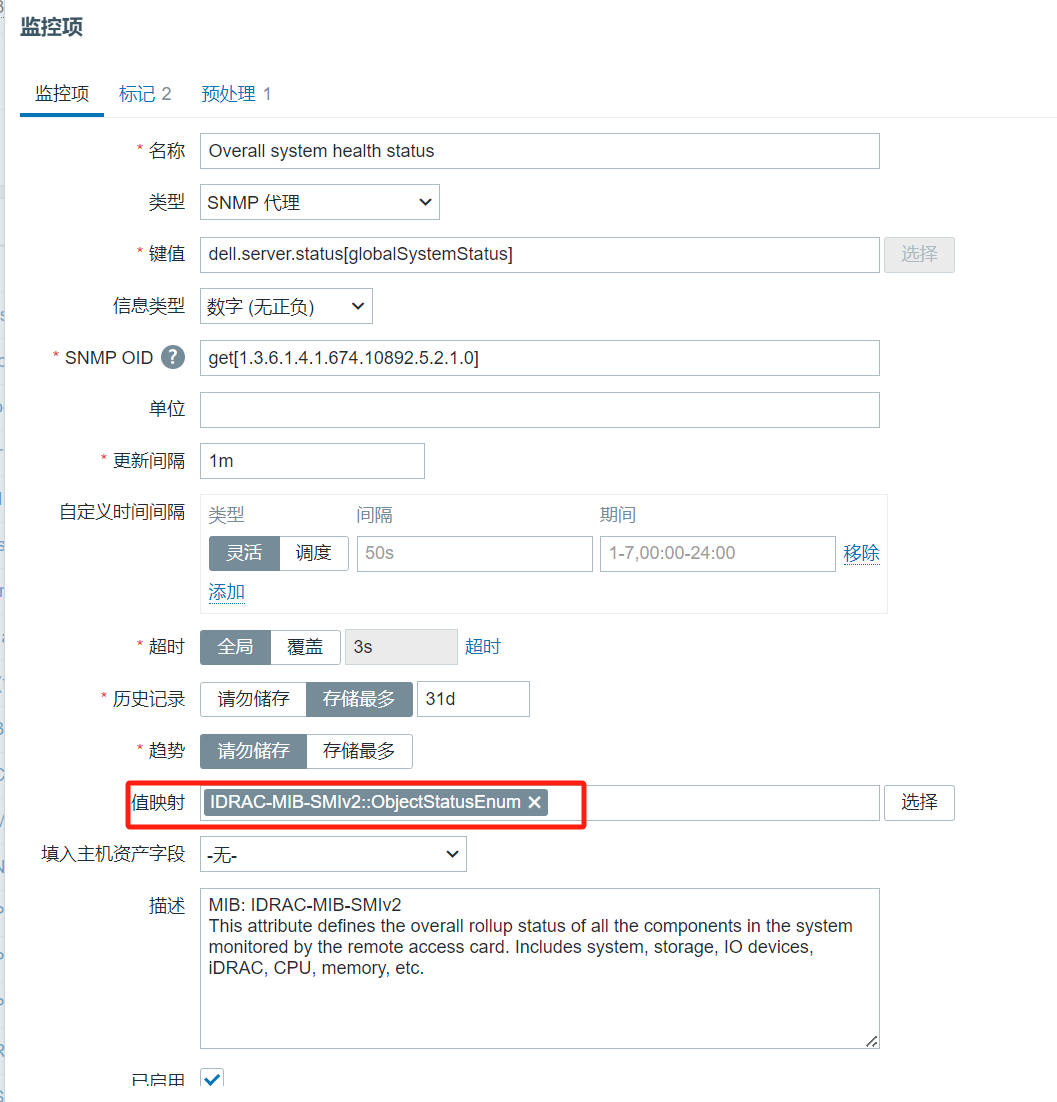 监控项
监控项 标记 2 预处理 1
* 名称 Overall system health status
类型 SNMP 代理
* 键值 dell.server.status[globalSystemStatus] 选择
信息类型 数字 (无正负)
* SNMP OID ? get[1.3.6.1.4.1.674.10892.5.2.1.0]
单位
* 更新间隔 1m
自定义时间间隔 类型 间隔 期间
灵活 调度 50s 1-7,00:00-24:00 移除
添加
* 超时 全局 覆盖 3s 超时
* 历史记录 请勿储存 存储最多 31d
* 趋势 请勿储存 存储最多
值映射 IDRAC-MIB-SMIv2::ObjectStatusEnum 选择
填入主机资产字段 -无-
描述 MIB: IDRAC-MIB-SMIv2
This attribute defines the overall rollup status of all the components in the system
monitored by the remote access card. Includes system, storage, IO devices,
iDRAC, CPU, memory, etc.
已启用